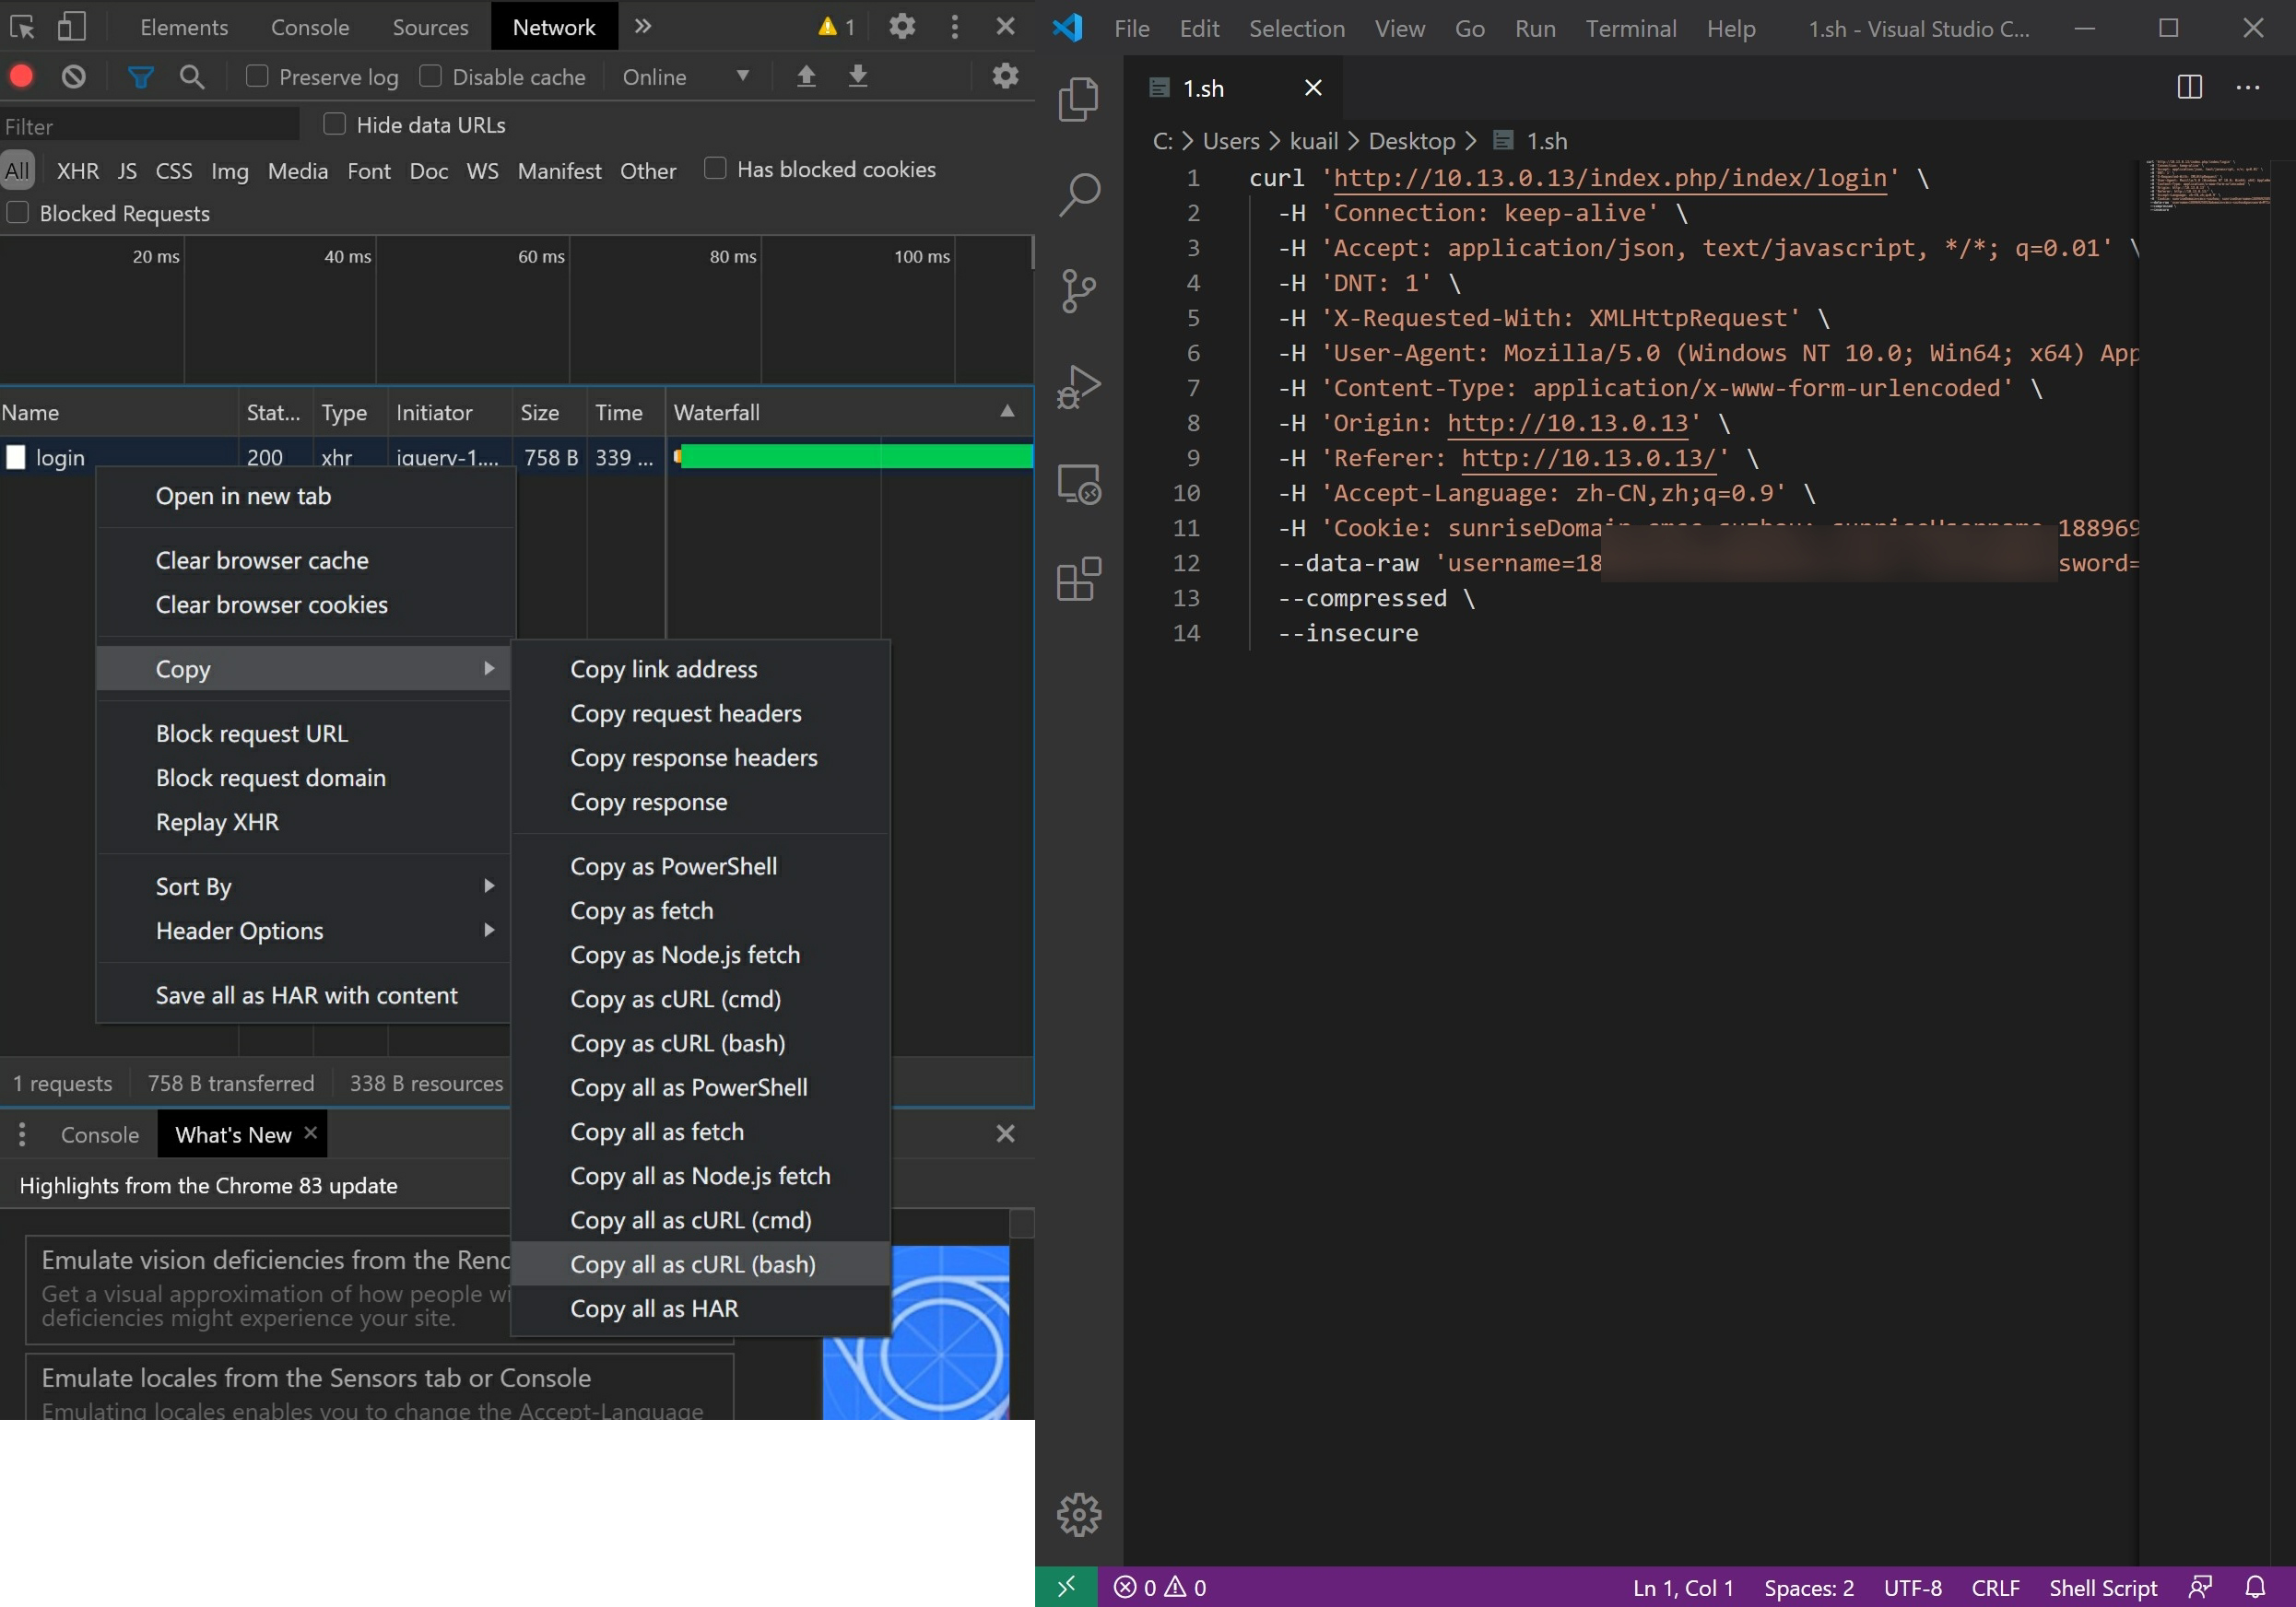 Elements Console Sources Network 1
Preserve log Disable cache Online
Filter Hide data URLs
All XHR JS CSS Img Media Font Doc WS Manifest Other Has blocked cookies
Blocked Requests
20 ms 40 ms 60 ms 80 ms 100 ms
Name Stat... Type Initiator Size Time Waterfall
login 200 xhr jquery-1.... 758 B 339 ...
Open in new tab
Clear browser cache
Clear browser cookies
Copy
Block request URL
Block request domain
Replay XHR
Sort By
Header Options
Save all as HAR with content
Copy link address
Copy request headers
Copy response headers
Copy response
Copy as PowerShell
Copy as fetch
Copy as Node.js fetch
Copy as cURL (cmd)
Copy as cURL (bash)
Copy all as PowerShell
Copy all as fetch
Copy all as Node.js fetch
Copy all as cURL (cmd)
Copy all as cURL (bash)
Copy all as HAR
1 requests 758 B transferred 338 B resources
Console What's New
Highlights from the Chrome 83 update
Emulate vision deficiencies from the Renc
Get a visual approximation of how people wi
deficiencies might experience your site.
Emulate locales from the Sensors tab or Console
Emulating locales enables you to change the Accept-Language
File Edit Selection View Go Run Terminal Help 1.sh - Visual Studio C...
1.sh
C: > Users > kuail > Desktop > 1.sh
1 curl 'http://10.13.0.13/index.php/index/login' \
2 -H 'Connection: keep-alive' \
3 -H 'Accept: application/json, text/javascript, */*; q=0.01' \
4 -H 'DNT: 1' \
5 -H 'X-Requested-With: XMLHttpRequest' \
6 -H 'User-Agent: Mozilla/5.0 (Windows NT 10.0; Win64; x64) App
7 -H 'Content-Type: application/x-www-form-urlencoded' \
8 -H 'Origin: http://10.13.0.13' \
9 -H 'Referer: http://10.13.0.13/' \
10 -H 'Accept-Language: zh-CN,zh;q=0.9' \
11 -H 'Cookie: sunriseDomain 188969
12 --data-raw 'username=18 sword=
13 --compressed \
14 --insecure
0 0 Ln 1, Col 1 Spaces: 2 UTF-8 CRLF Shell Script